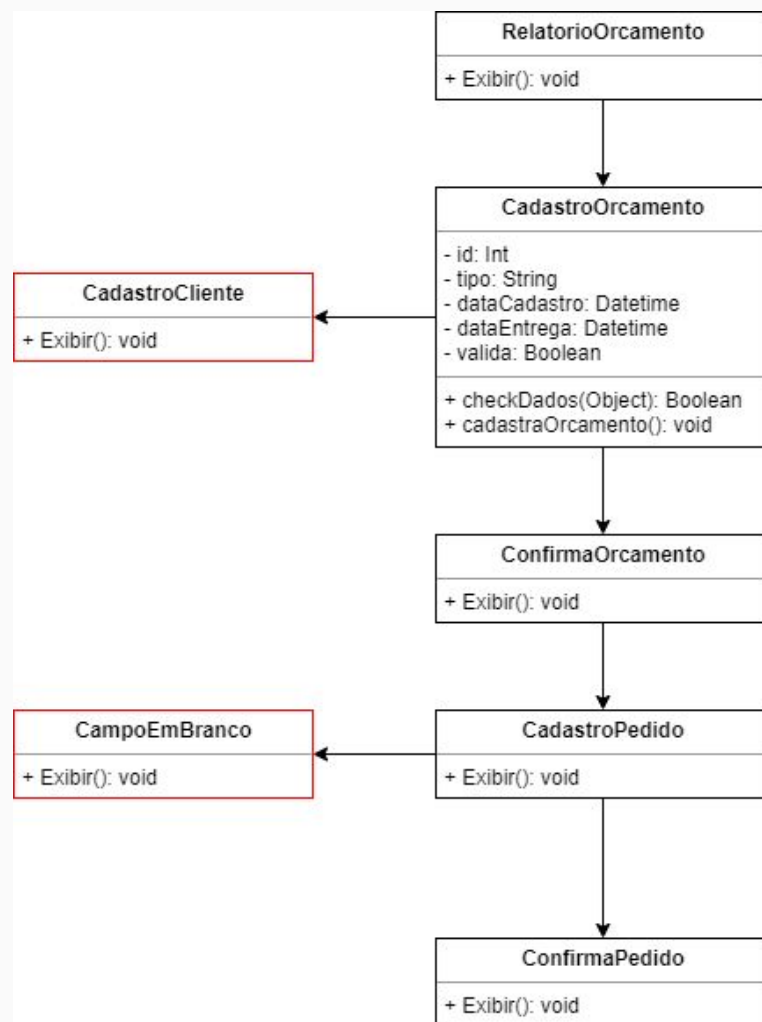 RelatorioOrcamento
+ Exibir(): void
CadastroOrcamento
- id: Int
- tipo: String
- dataCadastro: Datetime
- dataEntrega: Datetime
- valida: Boolean
+ checkDados(Object): Boolean
+ cadastraOrcamento(): void
CadastroCliente
+ Exibir(): void
ConfirmaOrcamento
+ Exibir(): void
CampoEmBranco
+ Exibir(): void
CadastroPedido
+ Exibir(): void
ConfirmaPedido
+ Exibir(): void